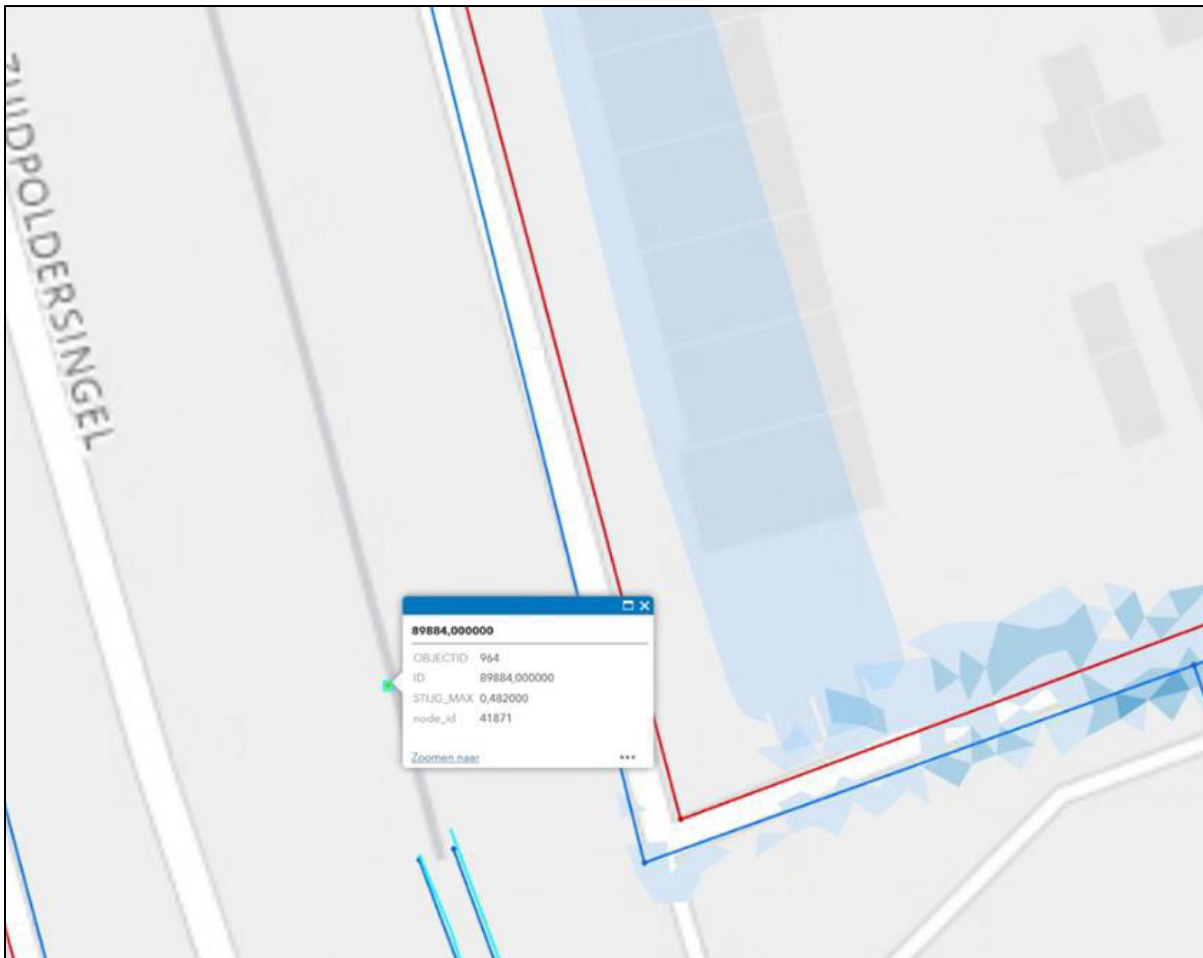 ZUIDPOLDERSINGEL
89884,000000
OBJECTID 964
ID 89884,000000
STIJG_MAX 0,482000
node_id 41871
Zoomen naar